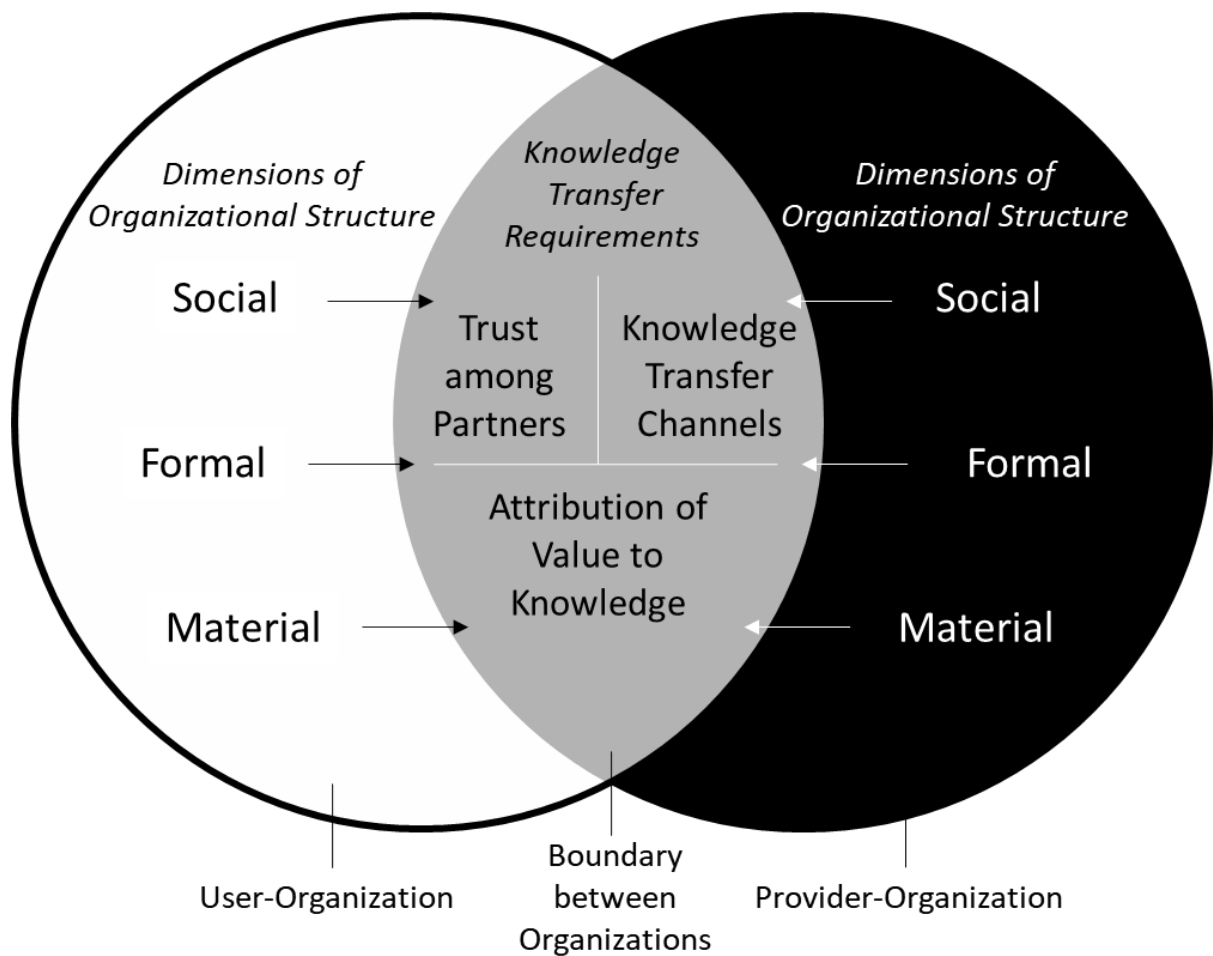 Dimensions of
Organizational Structure
Social
Formal
Material
Knowledge
Transfer
Requirements
Trust
among
Partners
Knowledge
Transfer
Channels
Attribution of
Value to
Knowledge
Dimensions of
Organizational Structure
Social
Formal
Material
User-Organization
Boundary
between
Organizations
Provider-Organization